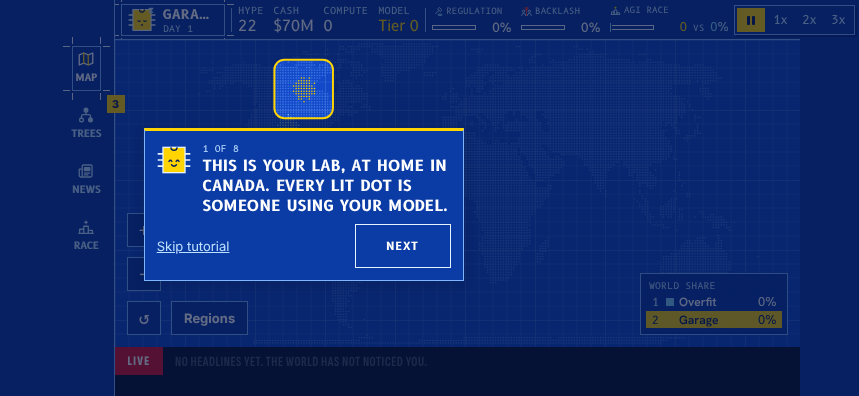 GARA...
DAY 1
HYPE
22
CASH
$70M
COMPUTE
0
MODEL
Tier 0
REGULATION
0%
BACKLASH
0%
AGI RACE
0 vs 0%
1x
2x
3x
MAP
3
TREES
NEWS
RACE
1 OF 8
THIS IS YOUR LAB, AT HOME IN
CANADA. EVERY LIT DOT IS
SOMEONE USING YOUR MODEL.
Skip tutorial
NEXT
Regions
WORLD SHARE
1 Overfit 0%
2 Garage 0%
LIVE
NO HEADLINES YET. THE WORLD HAS NOT NOTICED YOU.